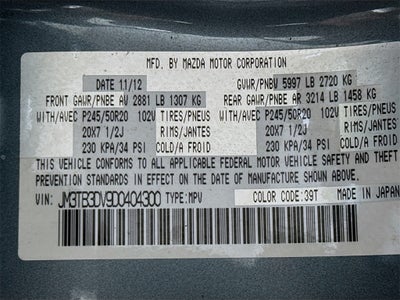 MFD. BY MAZDA MOTOR CORPORATION
DATE 11/12 GVWR/PNBV 5997 LB 2720 KG
FRONT GAWR/PNBE AV 2881 LB 1307 KG REAR GAWR/PNBE AR 3214 LB 1458 KG
WITH/AVEC P245/50R20 102V TIRES/PNEUS WITH/AVEC P245/50R20 102V TIRES/PNEUS
20X7 1/2J RIMS/JANTES 20X7 1/2J RIMS/JANTES
230 KPA/34 PSI COLD/A FROID 230 KPA/34 PSI COLD/A FROID
THIS VEHICLE CONFORMS TO ALL APPLICABLE FEDERAL MOTOR VEHICLE SAFETY AND THEFT
PREVENTION STANDARDS IN EFFECT ON THE DATE OF MANUFACTURE SHOWN ABOVE.
VIN: JM3TB3DV9D0404300 TYPE: MPV COLOR CODE: 39T MADE IN JAPAN